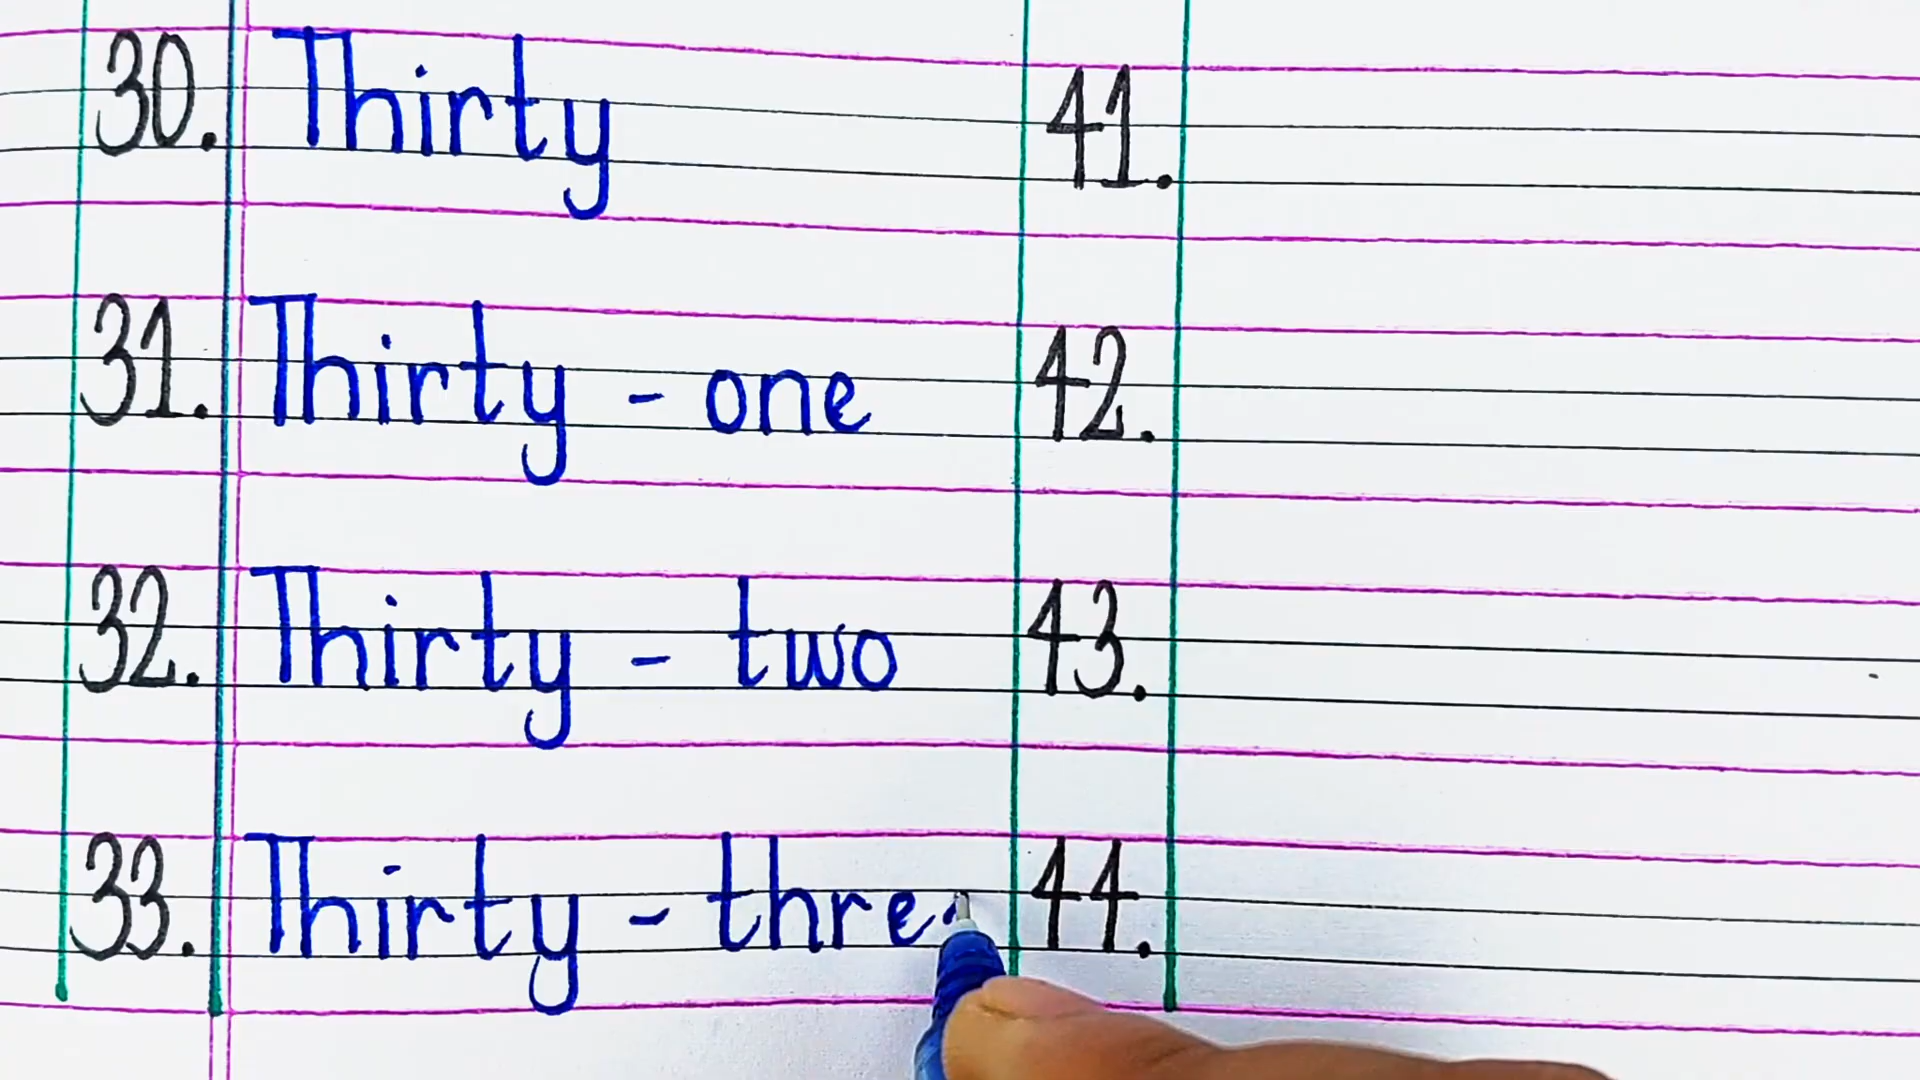 30. Thirty 41.
31. Thirty - one 42.
32. Thirty - two 43.
33. Thirty - thre 44.